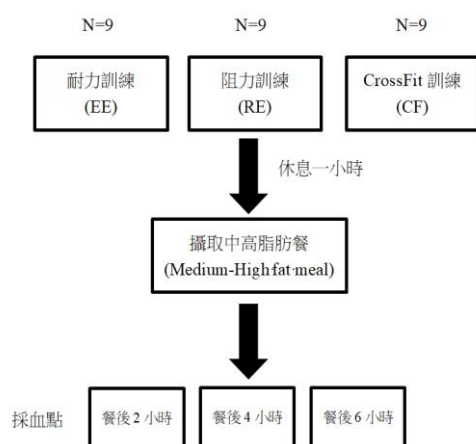 N=9 N=9 N=9
耐力訓練 阻力訓練 CrossFit 訓練
(EE) (RE) (CF)
休息一小時
攝取中高脂肪餐
(Medium-High fat meal)
採血點 餐後 2 小時 餐後 4 小時 餐後 6 小時